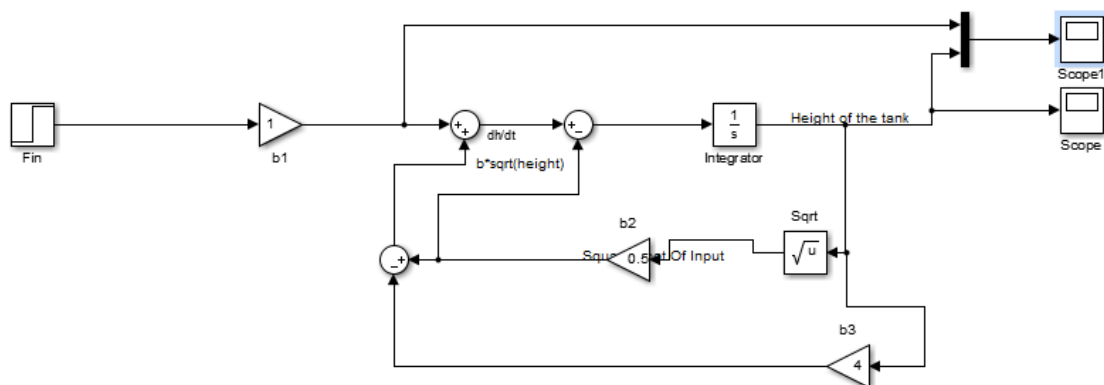 Scope1
Fin
1
b1
+
+
dh/dt
b*sqrt(height)
+
−
1
s
Integrator
Height of the tank
Scope
Sqrt
√u
b2
0.5
Of Input
−
+
b3
4